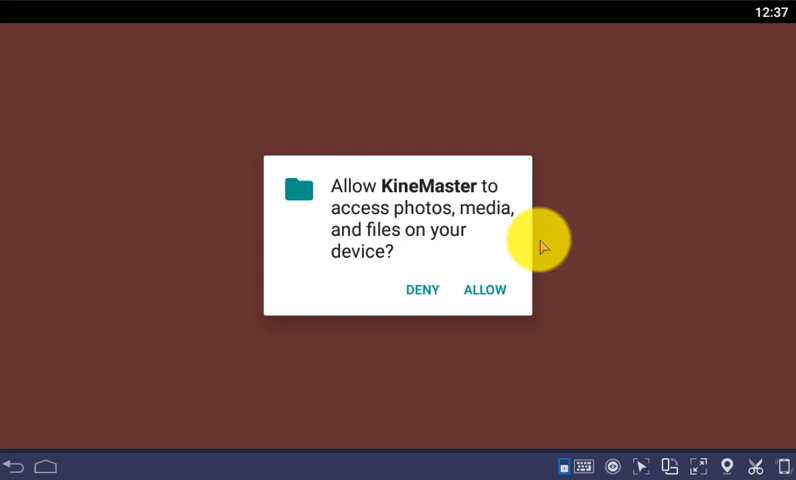 12:37
Allow KineMaster to
access photos, media,
and files on your
device?
DENY ALLOW